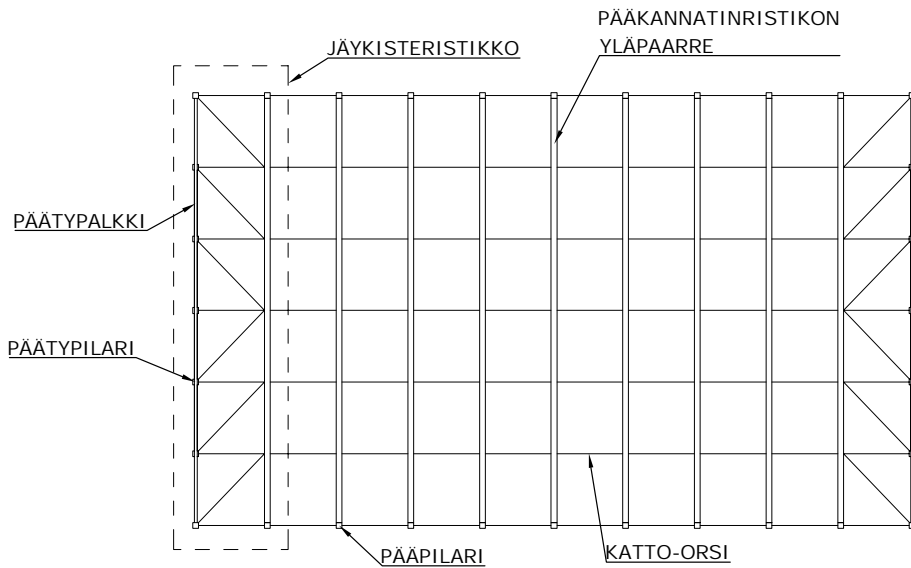 PÄÄKANNATINRISTIKON
YLÄPAARRE
JÄYKISTERISTIKKO
PÄÄTYPALKKI
PÄÄTYPILARI
PÄÄPILARI
KATTO-ORSI